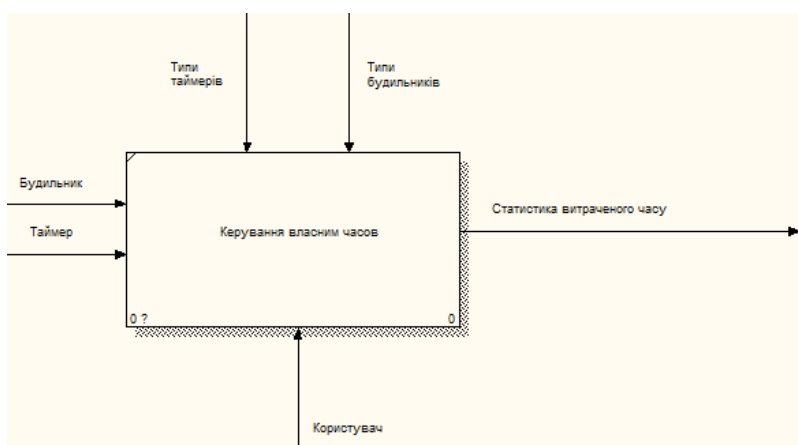 Типи
таймерів
Типи
будильників
Будильник
Таймер
Керування власним часов
Статистика витраченого часу
0 ?
0
Користувач